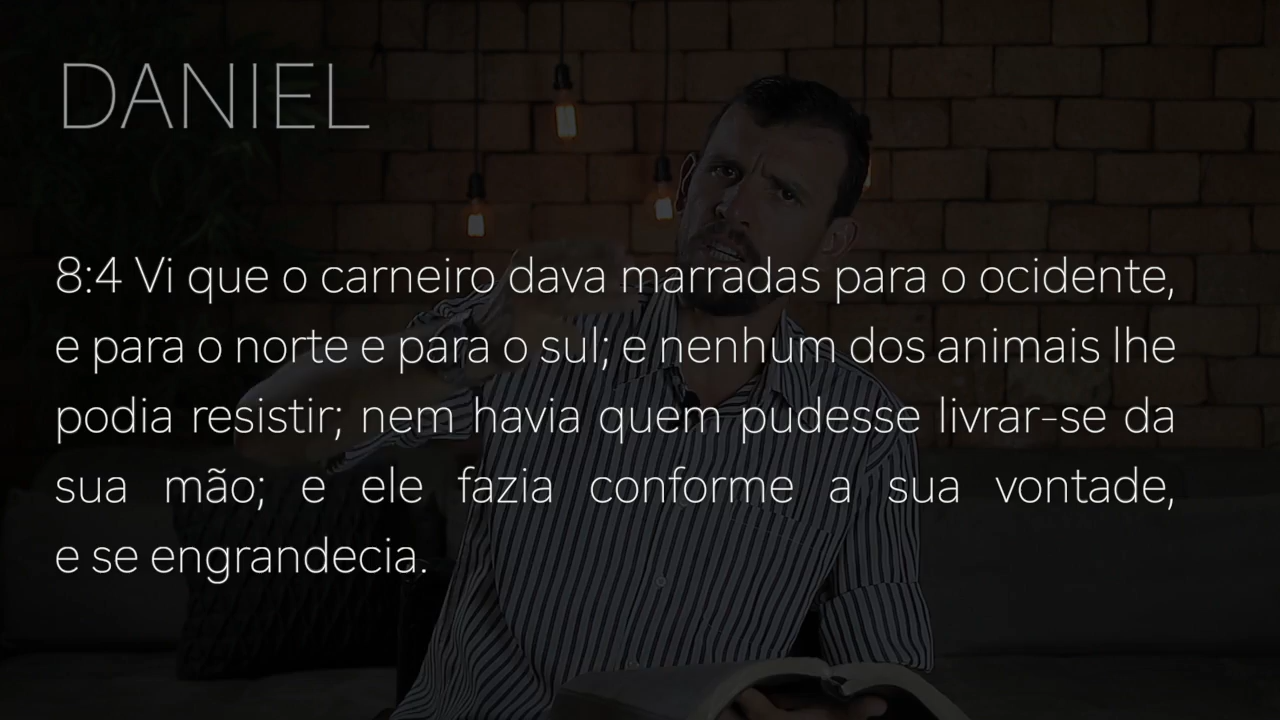 DANIEL
8:4 Vi que o carneiro dava marradas para o ocidente,
e para o norte e para o sul; e nenhum dos animais lhe
podia resistir; nem havia quem pudesse livrar-se da
sua mão; e ele fazia conforme a sua vontade,
e se engrandecia.